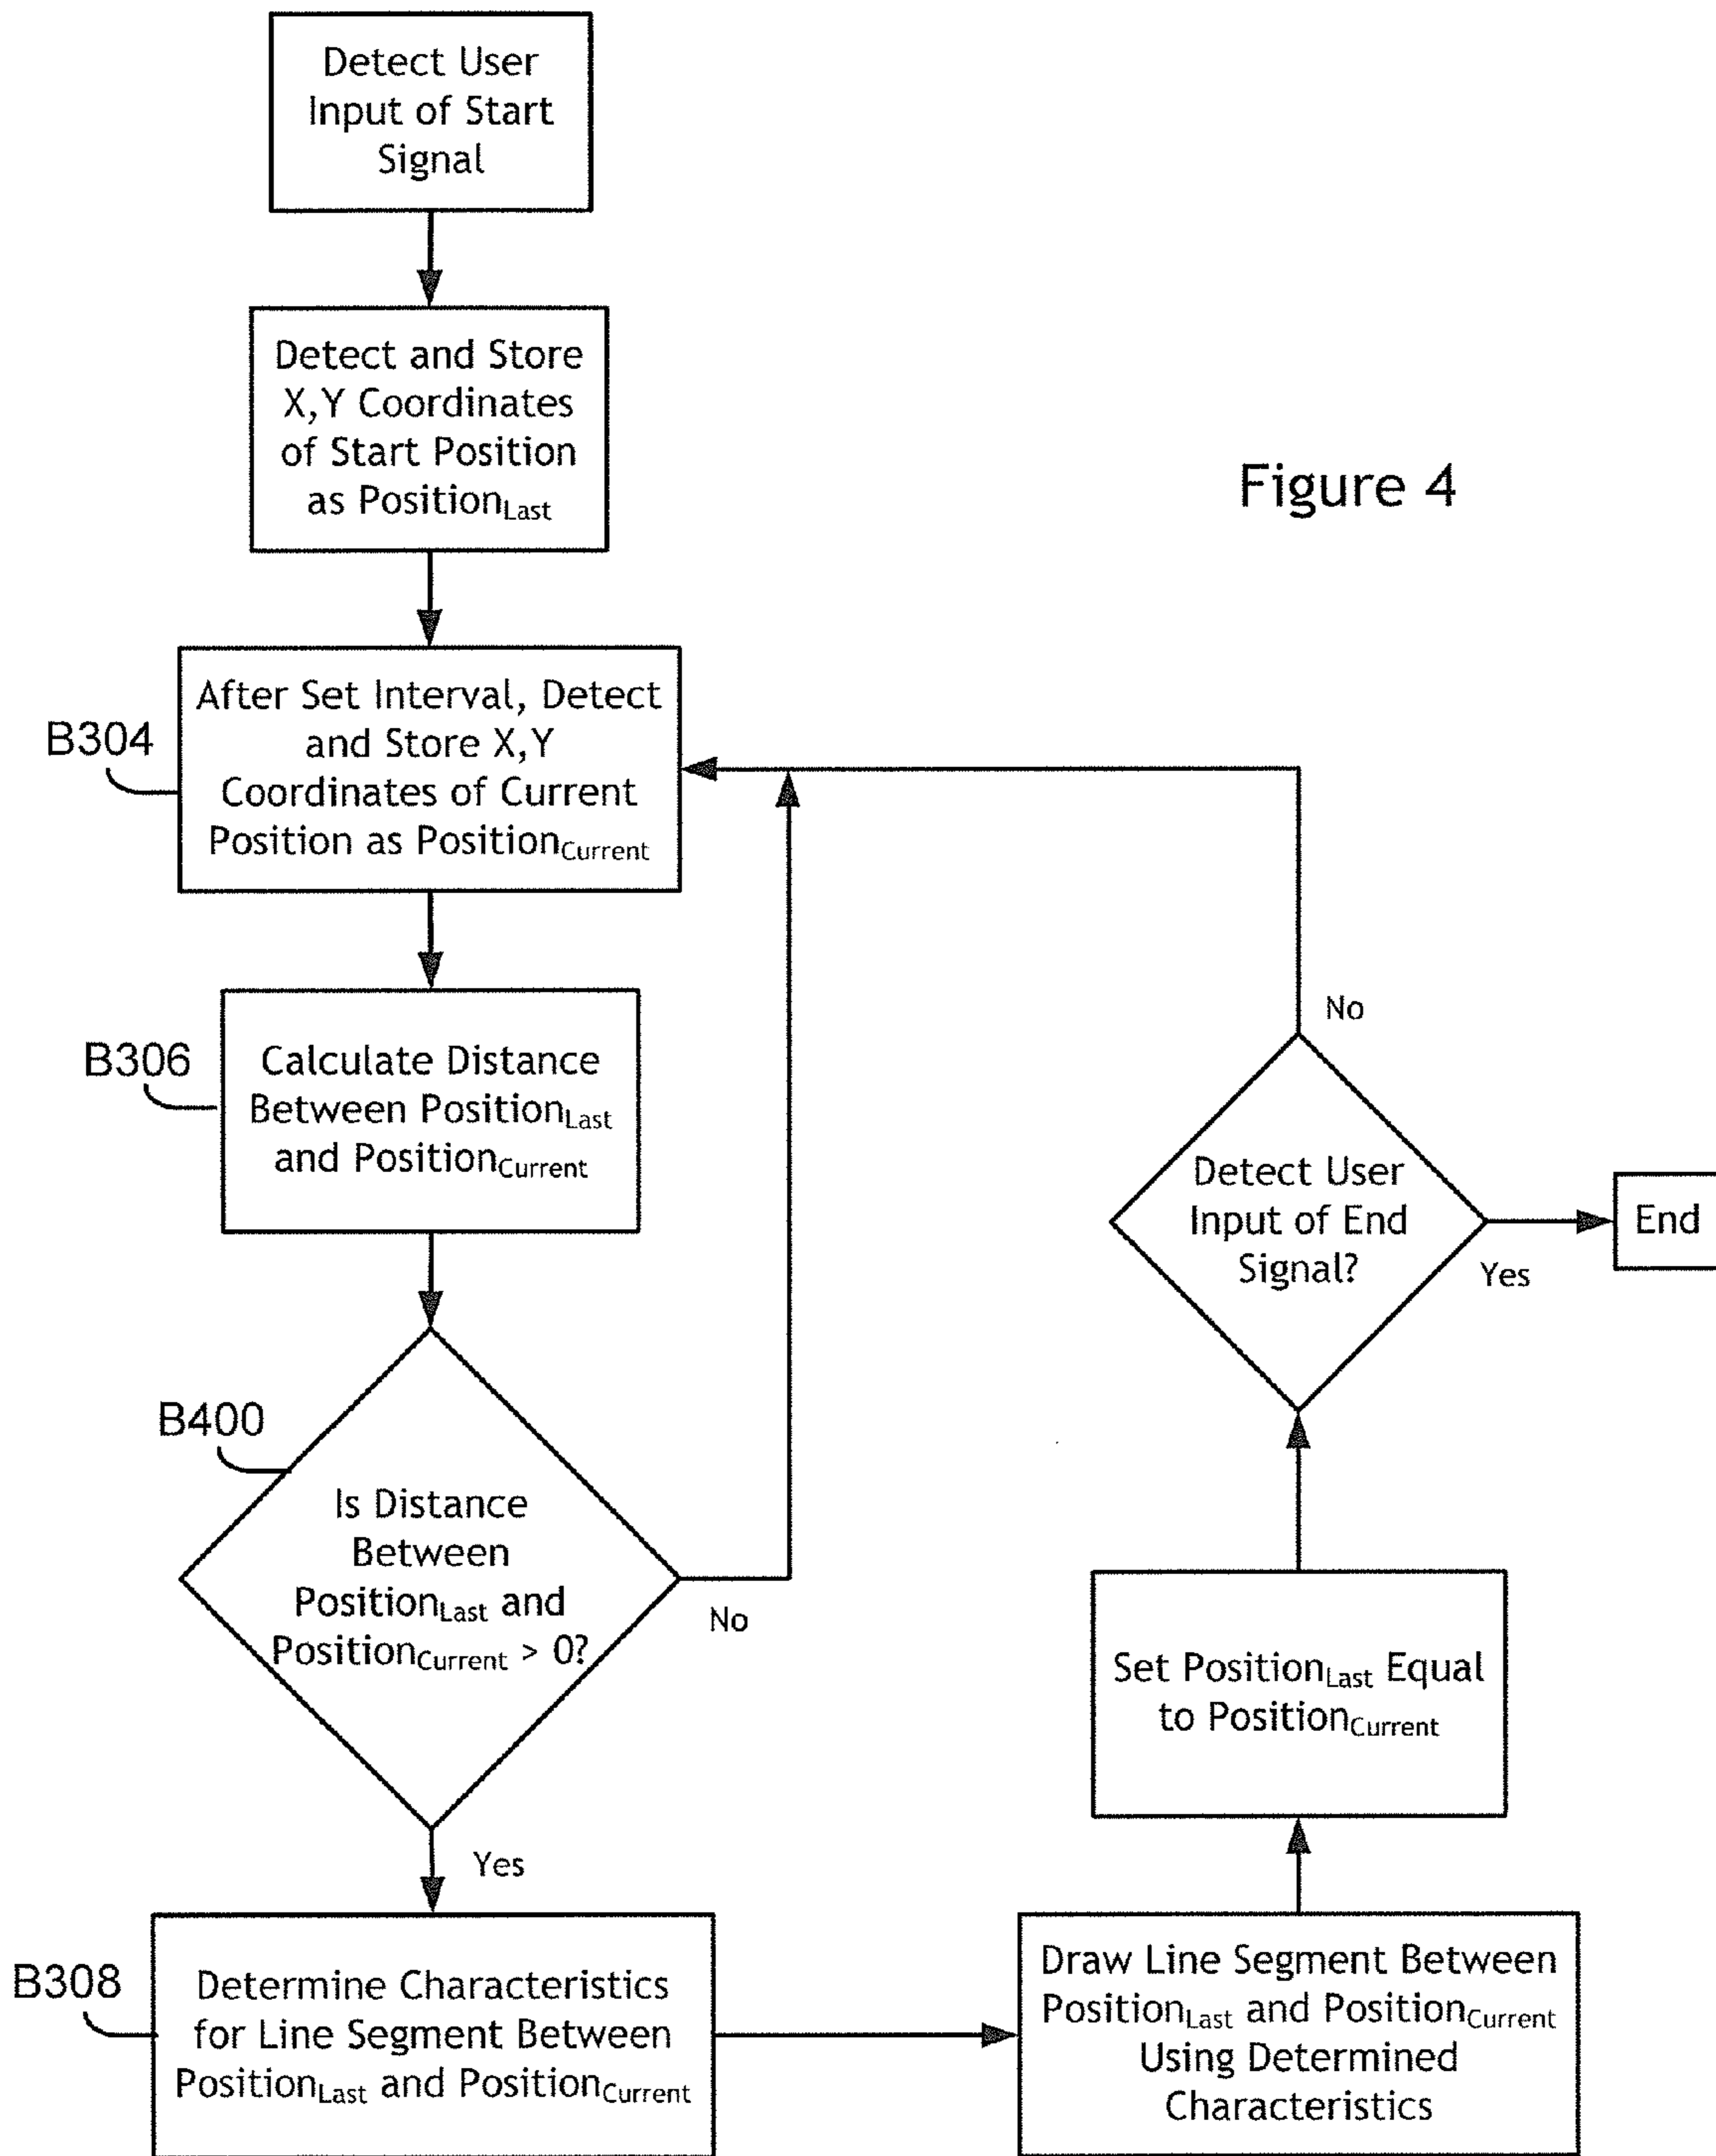 Detect User
Input of Start
Signal
Detect and Store
X,Y Coordinates
of Start Position
as PositionLast
Figure 4
B304
After Set Interval, Detect
and Store X,Y
Coordinates of Current
Position as PositionCurrent
B306
Calculate Distance
Between PositionLast
and PositionCurrent
B400
Is Distance
Between
PositionLast and
PositionCurrent > 0?
No
Yes
B308
Determine Characteristics
for Line Segment Between
PositionLast and PositionCurrent
Draw Line Segment Between
PositionLast and PositionCurrent
Using Determined
Characteristics
Set PositionLast Equal
to PositionCurrent
Detect User
Input of End
Signal?
No
Yes
End